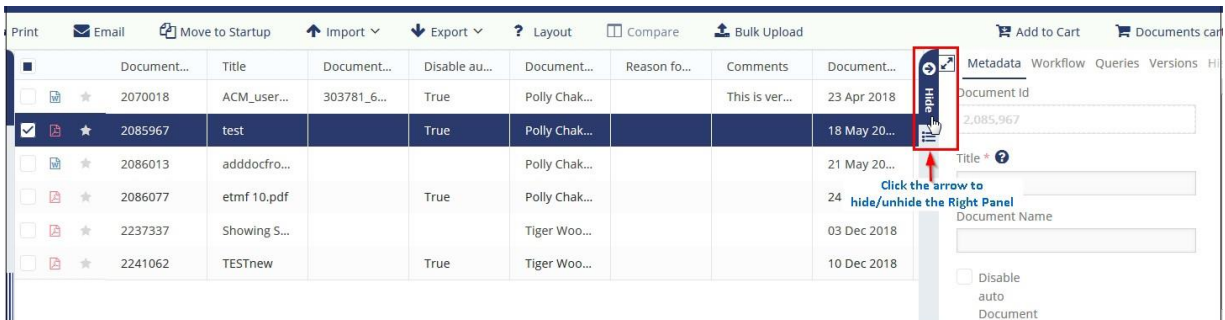 Print Email Move to Startup Import Export ? Layout Compare Bulk Upload Add to Cart Documents cart
Document... Title Document... Disable au... Document... Reason fo... Comments Document... Metadata Workflow Queries Versions Hi
2070018 ACM_user... 303781_6... True Polly Chak... This is ver... 23 Apr 2018
Hide
Document Id
2085967 test True Polly Chak... 18 May 20...
2,085,967
2086013 adddocfro... Polly Chak... 21 May 20...
Title * ?
Click the arrow to
hide/unhide the Right Panel
2086077 etmf 10.pdf True Polly Chak... 24
Document Name
2237337 Showing S... Tiger Woo... 03 Dec 2018
2241062 TESTnew True Tiger Woo... 10 Dec 2018
Disable
auto
Document